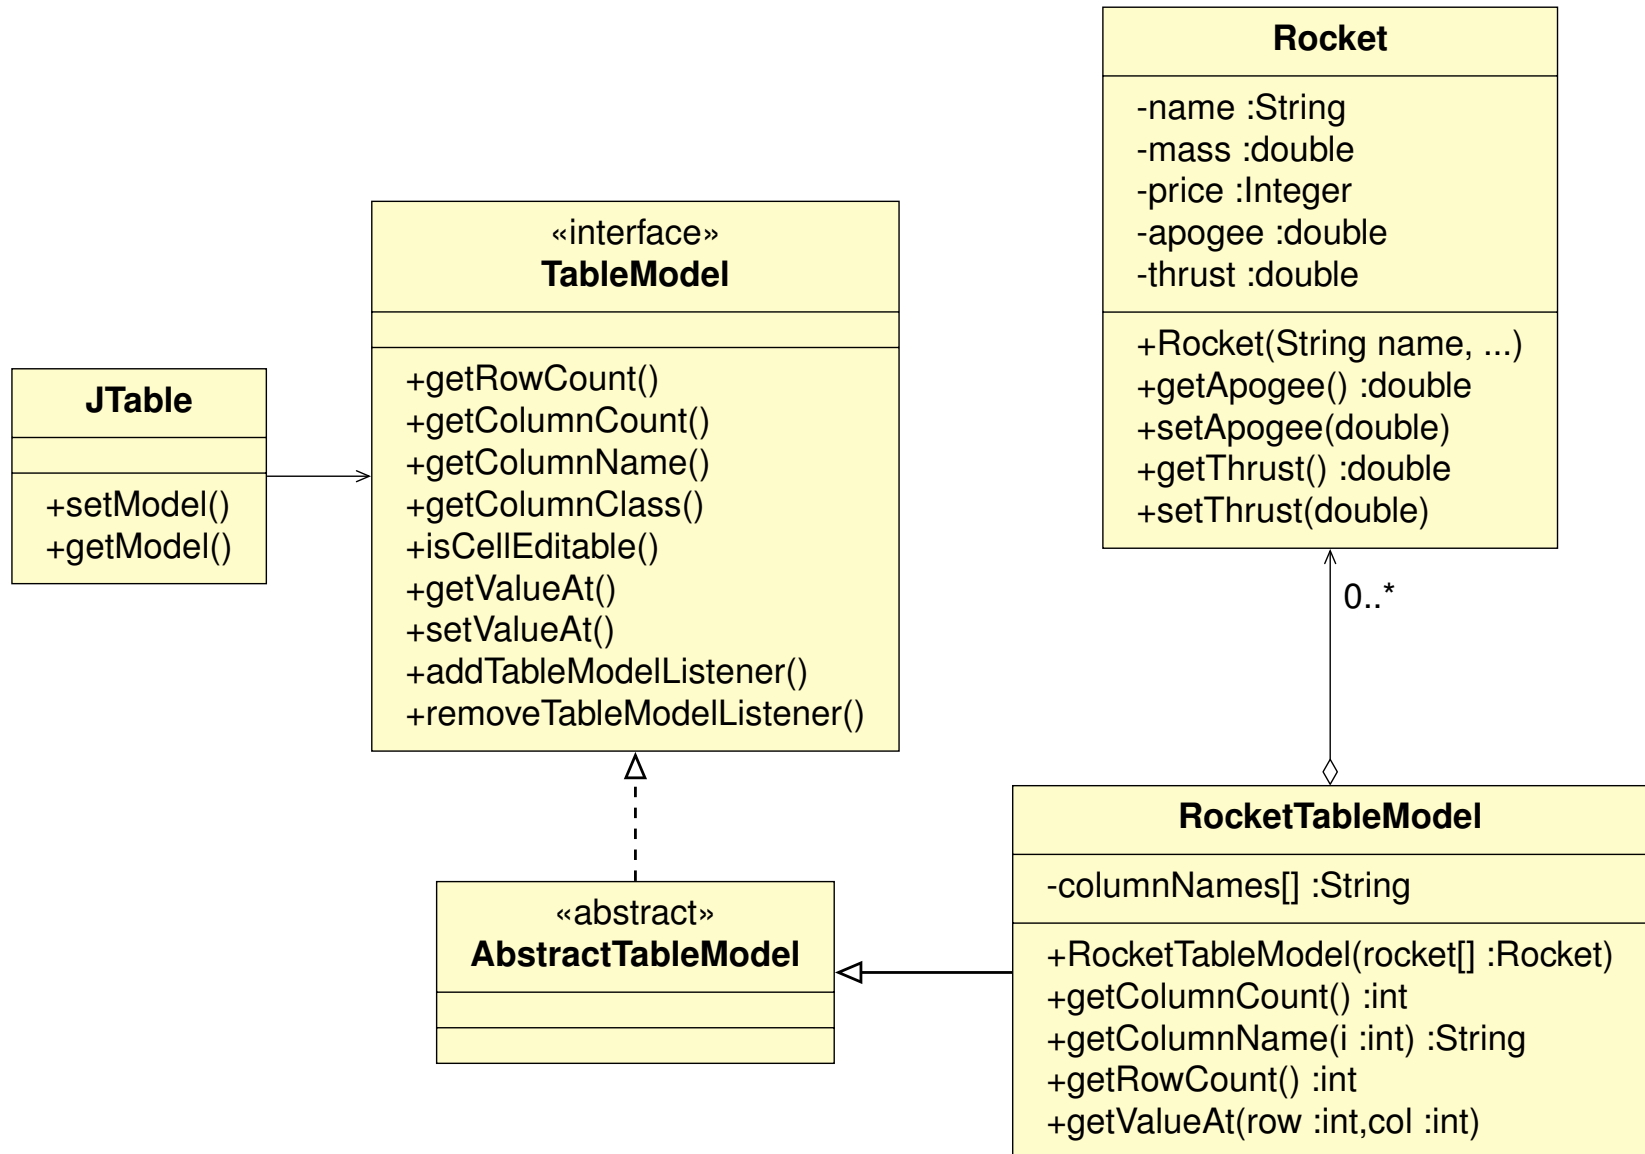 Rocket
-name :String
-mass :double
-price :Integer
-apogee :double
-thrust :double
+Rocket(String name, ...)
+getApogee() :double
+setApogee(double)
+getThrust() :double
+setThrust(double)
«interface»
TableModel
+getRowCount()
+getColumnCount()
+getColumnName()
+getColumnClass()
+isCellEditable()
+getValueAt()
+setValueAt()
+addTableModelListener()
+removeTableModelListener()
JTable
+setModel()
+getModel()
0..*
«abstract»
AbstractTableModel
RocketTableModel
-columnNames[] :String
+RocketTableModel(rocket[] :Rocket)
+getColumnCount() :int
+getColumnName(i :int) :String
+getRowCount() :int
+getValueAt(row :int,col :int)